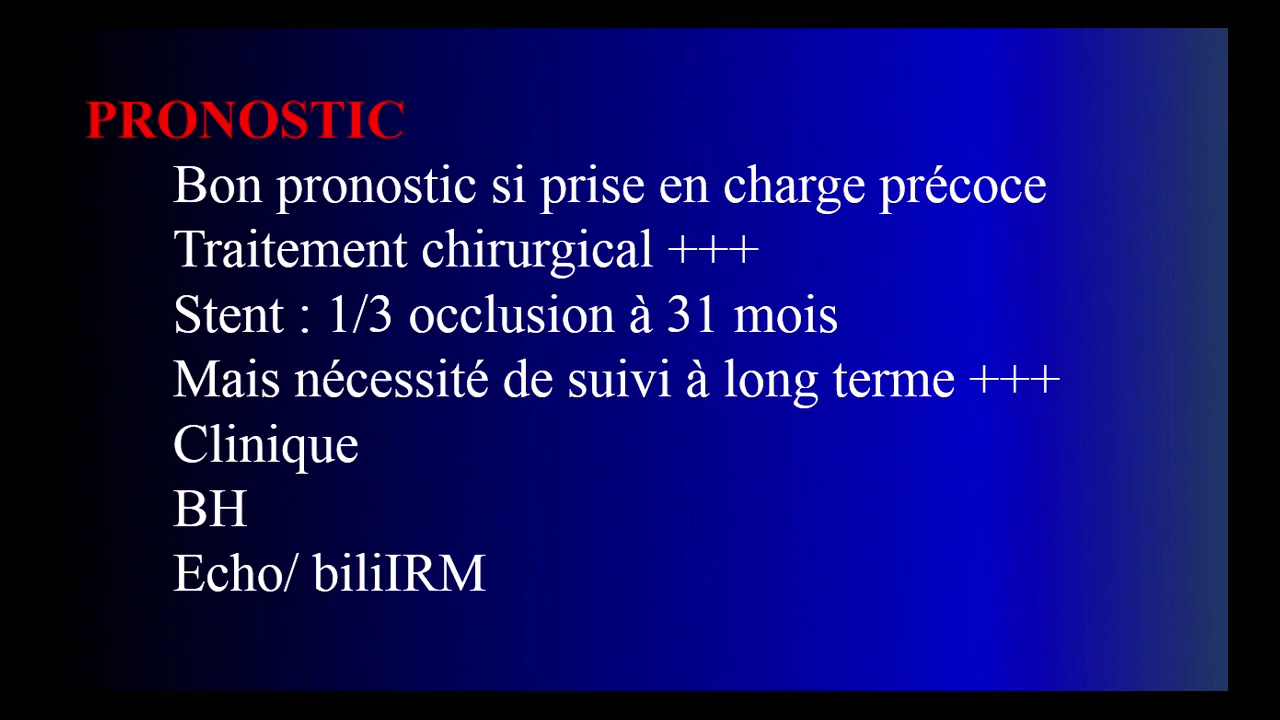 PRONOSTIC
Bon pronostic si prise en charge précoce
Traitement chirurgical +++
Stent : 1/3 occlusion à 31 mois
Mais nécessité de suivi à long terme +++
Clinique
BH
Echo/ biliIRM